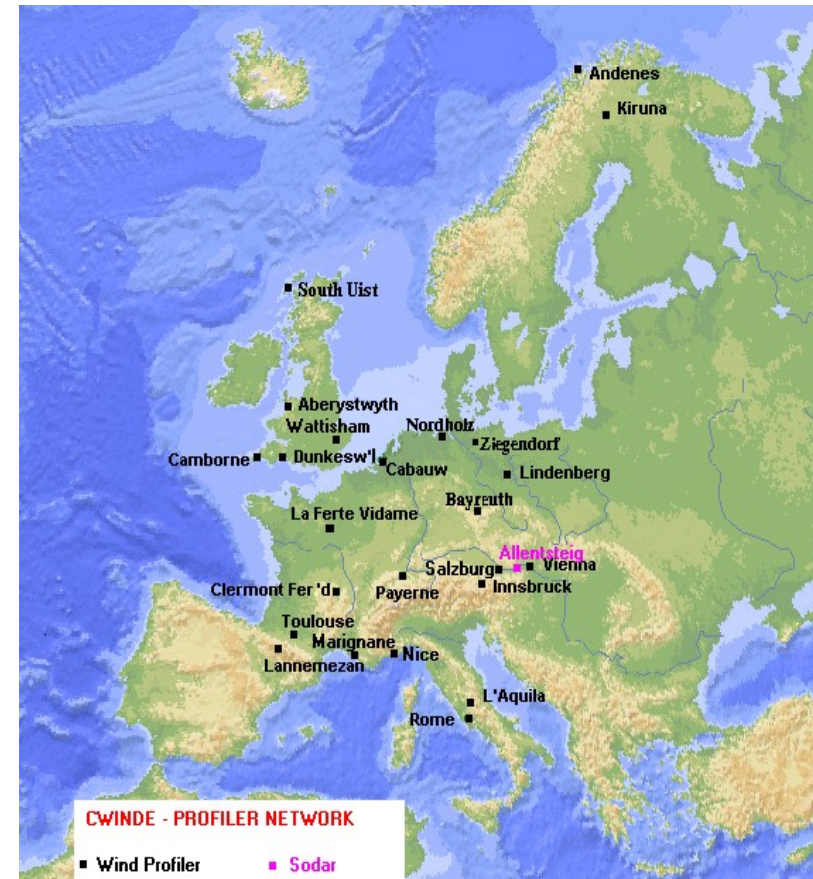 Andenes
Kiruna
South Uist
Aberystwyth
Wattisham
Nordholz
Ziegendorf
Camborne
Dunkesw'l
Cabauw
Lindenberg
Bayreuth
La Ferte Vidame
Allentsteig
Salzburg
Vienna
Payerne
Innsbruck
Clermont Fer 'd
Toulouse
Marignane
Nice
Lannemezan
L'Aquila
Rome
CWINDE - PROFILER NETWORK
Wind Profiler
Sodar